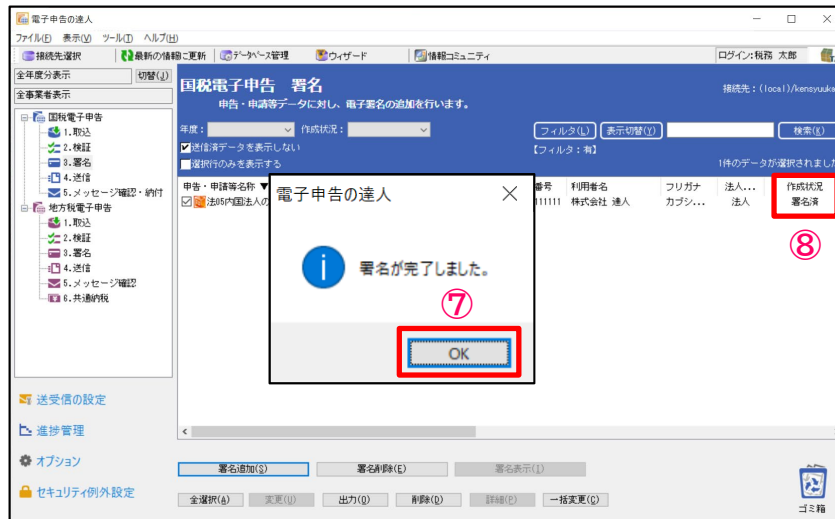 電子申告の達人
ファイル(F) 表示(V) ツール(T) ヘルプ(H)
接続先選択 最新の情報に更新 データベース管理 ウィザード 情報コミュニティ ログイン:税務 太郎
全年度分表示 切替(J)
全事業者表示
国税電子申告
1.取込
2.検証
3.署名
4.送信
5.メッセージ確認・納付
地方税電子申告
1.取込
2.検証
3.署名
4.送信
5.メッセージ確認
6.共通納税
送受信の設定
進捗管理
オプション
セキュリティ例外設定
国税電子申告 署名
接続先:(local)/kensyuuka
申告・申請等データに対し、電子署名の追加を行います。
年度: 作成状況: フィルタ(L) 表示切替(Y) 検索(K)
送信済データを表示しない 【フィルタ:有】
選択行のみを表示する 1件のデータが選択されました
申告・申請等名称 ▼ 番号 利用者名 フリガナ 法人... 作成状況
法05内国法人の 111111 株式会社 達人 カブシ... 法人 署名済
電子申告の達人
署名が完了しました。
⑦
OK
⑧
署名追加(S) 署名削除(E) 署名表示(I)
全選択(A) 変更(U) 出力(O) 削除(D) 詳細(P) 一括変更(C)
ゴミ箱